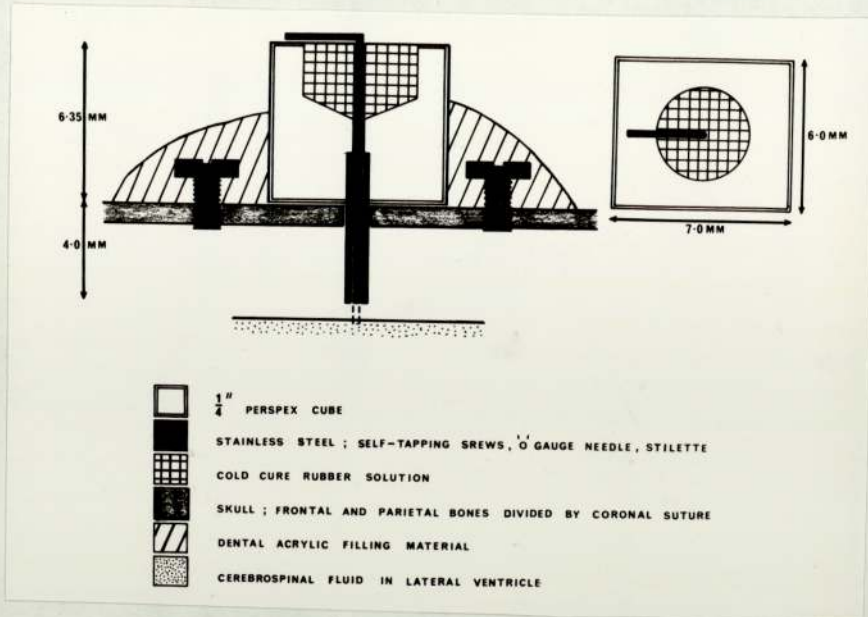 6·35 MM
4·0 MM
6·0 MM
7·0 MM
1/4" PERSPEX CUBE
STAINLESS STEEL ; SELF-TAPPING SREWS, 'O' GAUGE NEEDLE, STILETTE
COLD CURE RUBBER SOLUTION
SKULL ; FRONTAL AND PARIETAL BONES DIVIDED BY CORONAL SUTURE
DENTAL ACRYLIC FILLING MATERIAL
CEREBROSPINAL FLUID IN LATERAL VENTRICLE